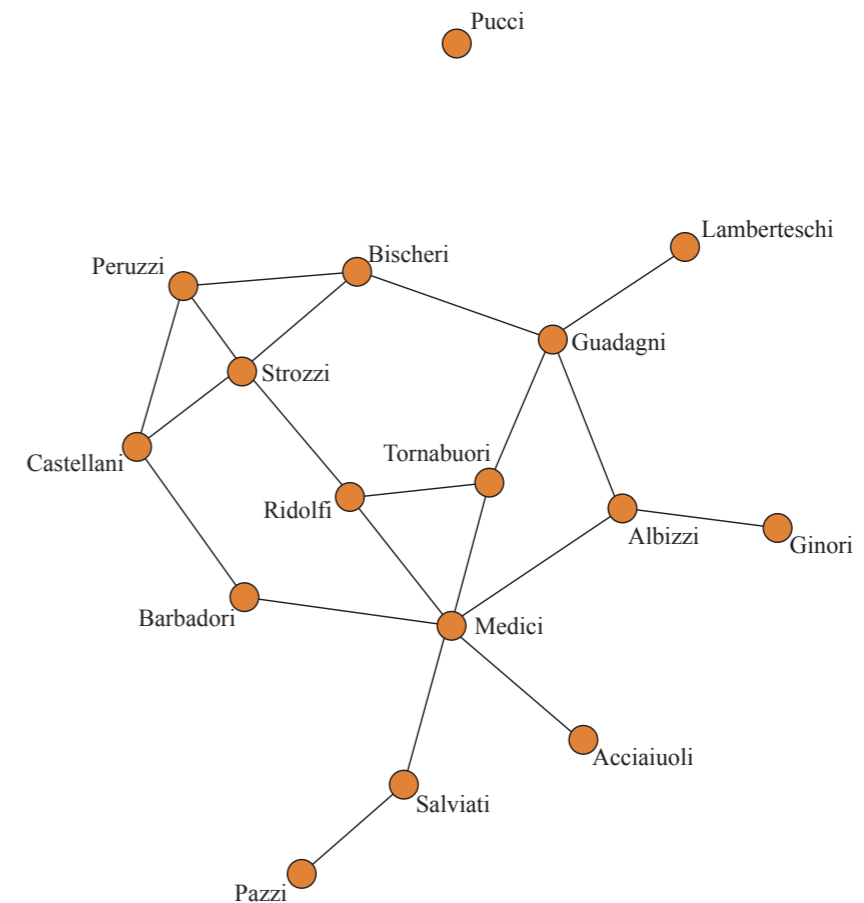 Pucci
Lamberteschi
Bischeri
Peruzzi
Guadagni
Strozzi
Tornabuori
Castellani
Ridolfi
Albizzi
Ginori
Barbadori
Medici
Acciaiuoli
Salviati
Pazzi